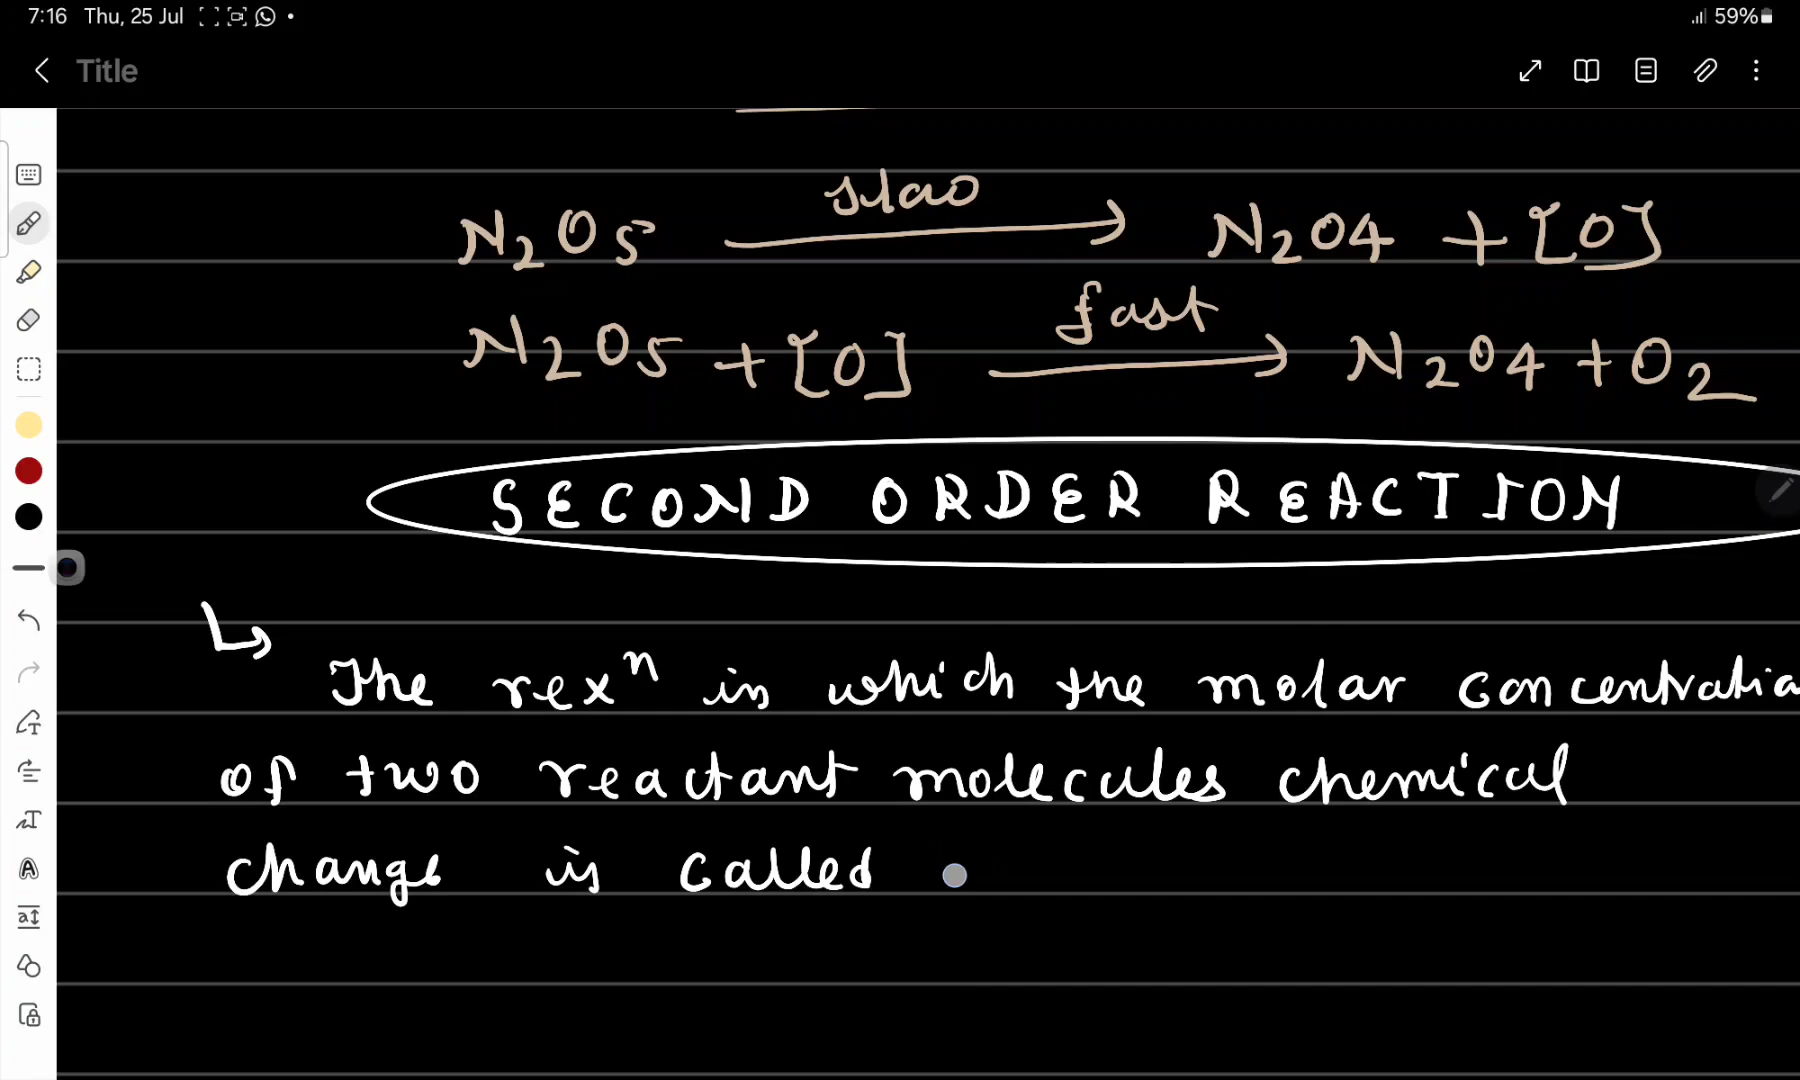 7:16 Thu, 25 Jul 59%
Title
N2O5 slow → N2O4 + [O]
N2O5 + [O] fast → N2O4 + O2
SECOND ORDER REACTION
↳ The rexⁿ in which the molar concentratio
of two reactant molecules chemical
change is called